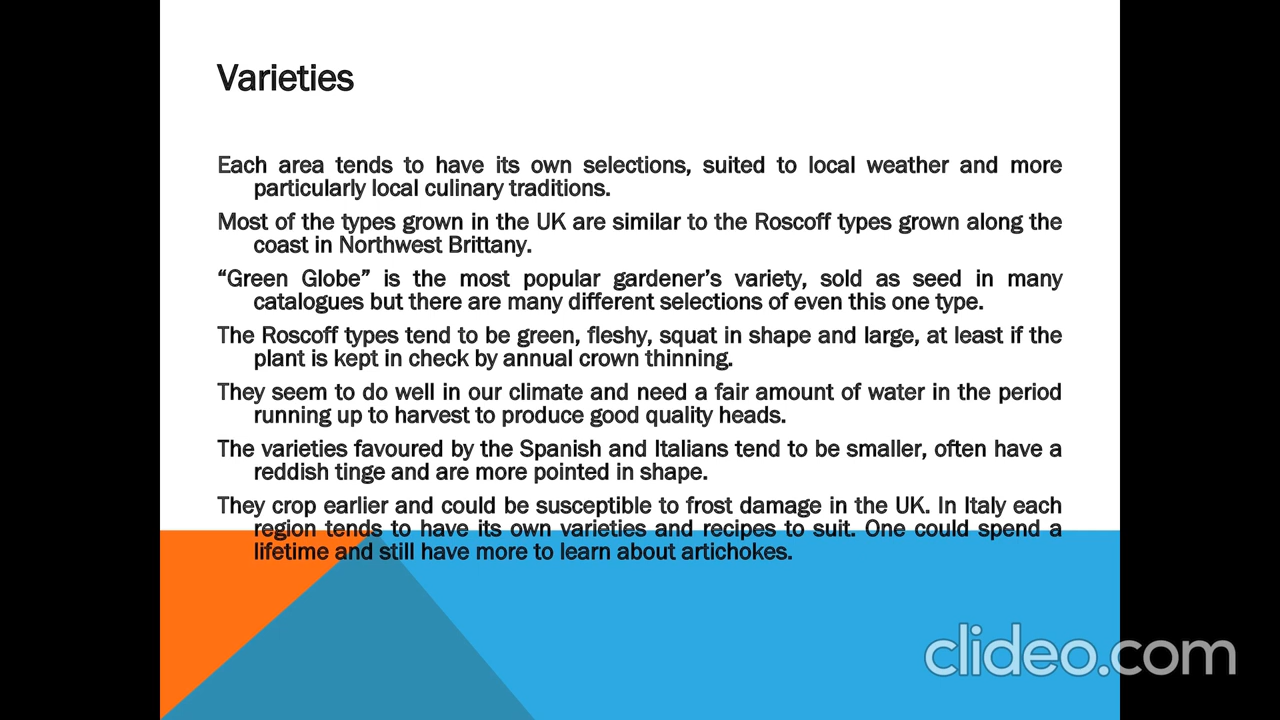 Varieties
Each area tends to have its own selections, suited to local weather and more
particularly local culinary traditions.
Most of the types grown in the UK are similar to the Roscoff types grown along the
coast in Northwest Brittany.
“Green Globe” is the most popular gardener’s variety, sold as seed in many
catalogues but there are many different selections of even this one type.
The Roscoff types tend to be green, fleshy, squat in shape and large, at least if the
plant is kept in check by annual crown thinning.
They seem to do well in our climate and need a fair amount of water in the period
running up to harvest to produce good quality heads.
The varieties favoured by the Spanish and Italians tend to be smaller, often have a
reddish tinge and are more pointed in shape.
They crop earlier and could be susceptible to frost damage in the UK. In Italy each
region tends to have its own varieties and recipes to suit. One could spend a
lifetime and still have more to learn about artichokes.
clideo.com